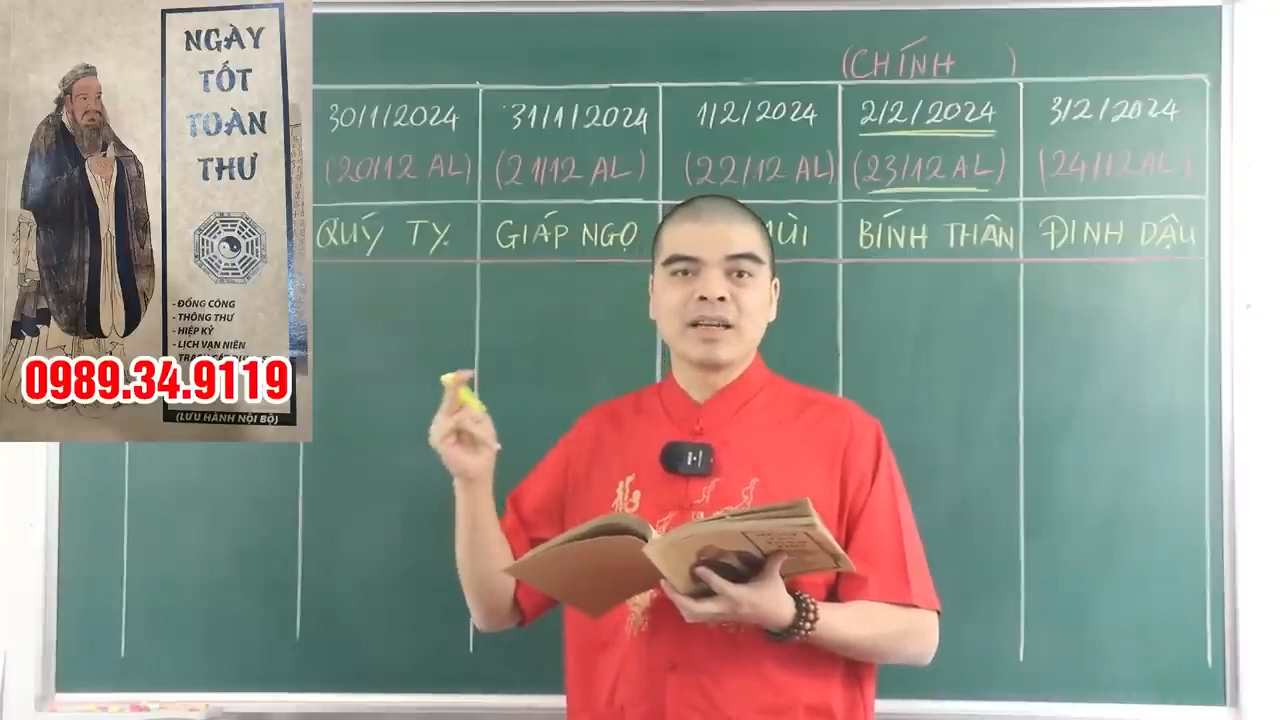 NGÀY
TỐT
TOÀN
THƯ
- ĐỔNG CÔNG
- THÔNG THƯ
- HIỆP KỶ
- LỊCH VẠN NIÊN
0989.34.9119
(LƯU HÀNH NỘI BỘ)
(CHÍNH )
30/1/2024 31/1/2024 1/2/2024 2/2/2024 3/2/2024
(20/12 AL) (21/12 AL) (22/12 AL) (23/12 AL) (24/12 AL)
QUÝ TỴ GIÁP NGỌ MÙI BÍNH THÂN ĐINH DẬU